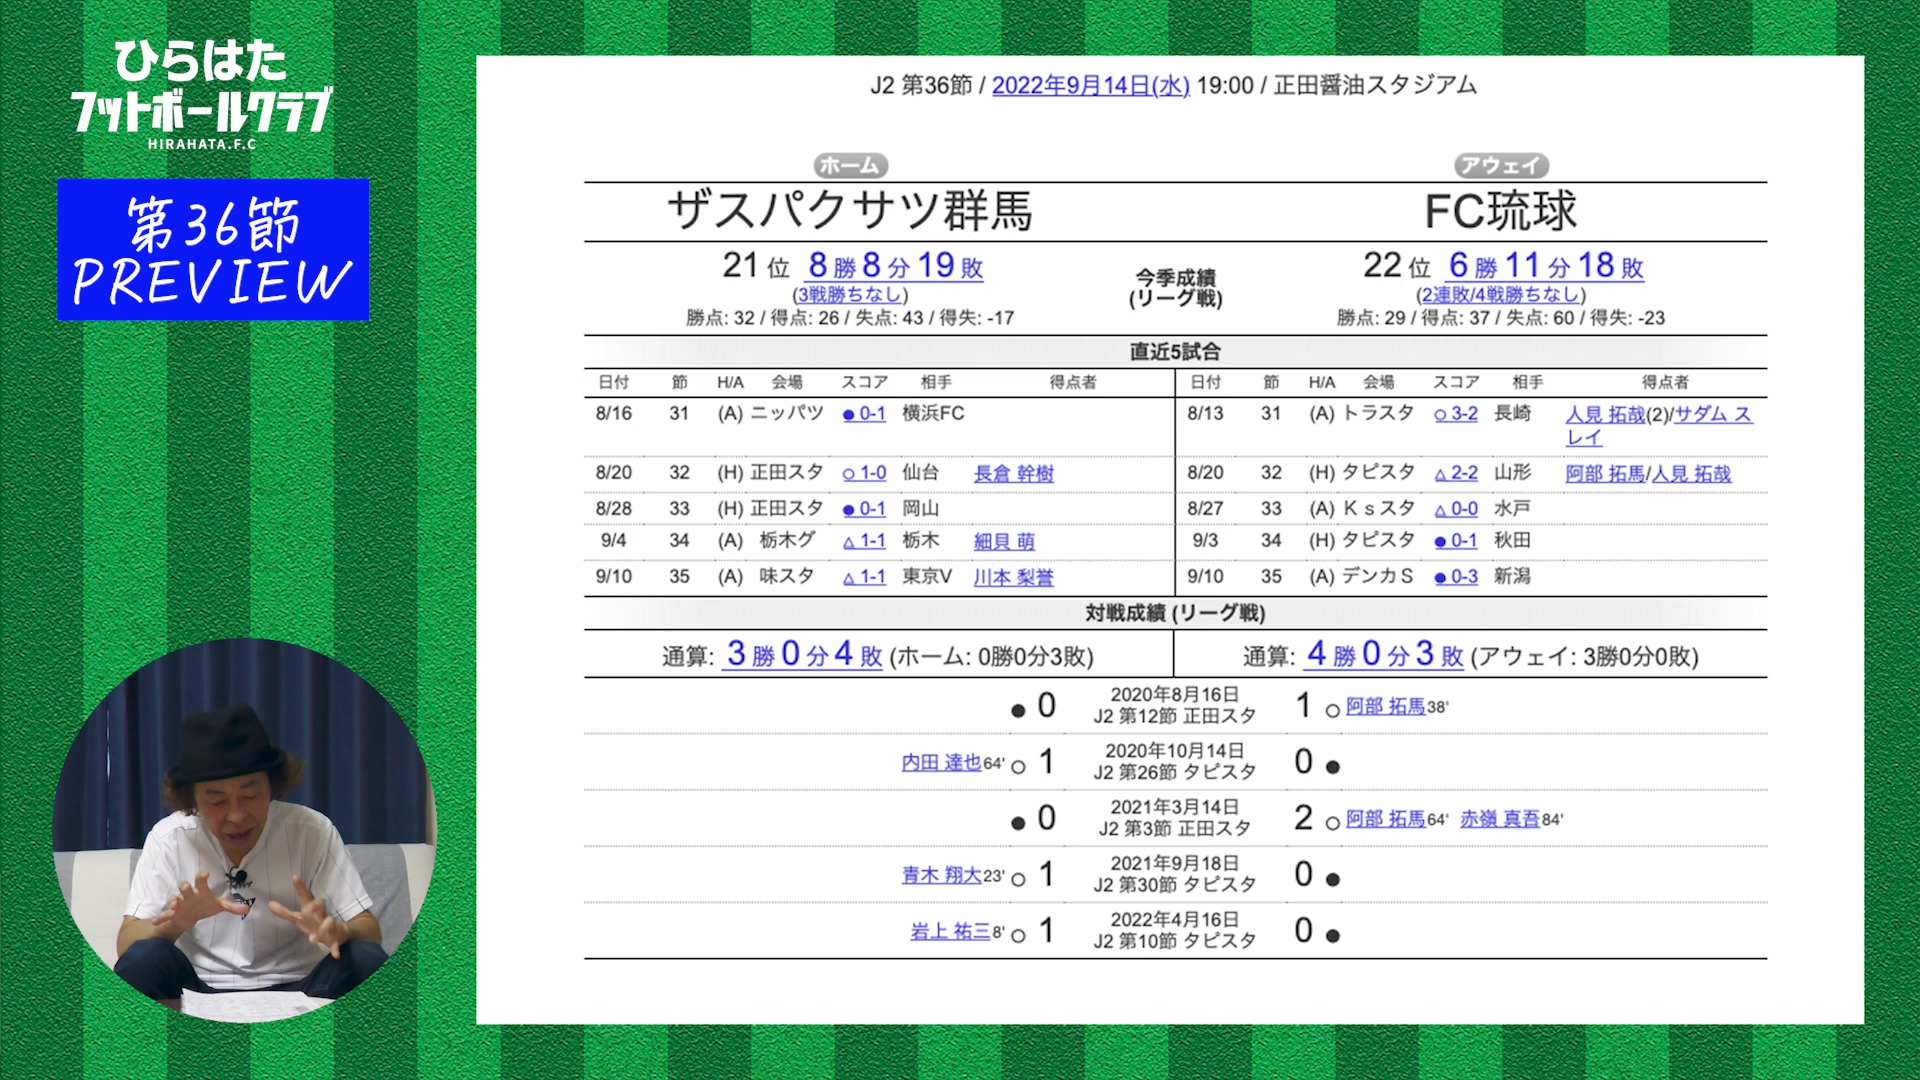 ひらはた
フットボールクラブ
HIRAHATA.F.C
第36節
PREVIEW
J2 第36節 / 2022年9月14日(水) 19:00 / 正田醤油スタジアム
ホーム アウェイ
ザスパクサツ群馬 FC琉球
21位 8勝8分19敗 今季成績 22位 6勝11分18敗
(3戦勝ちなし) (リーグ戦) (2連敗/4戦勝ちなし)
勝点: 32 / 得点: 26 / 失点: 43 / 得失: -17 勝点: 29 / 得点: 37 / 失点: 60 / 得失: -23
直近5試合
日付 節 H/A 会場 スコア 相手 得点者 日付 節 H/A 会場 スコア 相手 得点者
8/16 31 (A) ニッパツ ●0-1 横浜FC 8/13 31 (A) トラスタ ○3-2 長崎 人見 拓哉(2)/サダム ス
レイ
8/20 32 (H) 正田スタ ○1-0 仙台 長倉 幹樹 8/20 32 (H) タピスタ △2-2 山形 阿部 拓馬/人見 拓哉
8/28 33 (H) 正田スタ ●0-1 岡山 8/27 33 (A) Ｋｓスタ △0-0 水戸
9/4 34 (A) 栃木グ △1-1 栃木 細貝 萌 9/3 34 (H) タピスタ ●0-1 秋田
9/10 35 (A) 味スタ △1-1 東京V 川本 梨誉 9/10 35 (A) デンカＳ ●0-3 新潟
対戦成績 (リーグ戦)
通算: 3勝0分4敗 (ホーム: 0勝0分3敗) 通算: 4勝0分3敗 (アウェイ: 3勝0分0敗)
● 0 2020年8月16日 1 ○ 阿部 拓馬38'
J2 第12節 正田スタ
内田 達也64' ○ 1 2020年10月14日 0 ●
J2 第26節 タピスタ
● 0 2021年3月14日 2 ○ 阿部 拓馬64' 赤嶺 真吾84'
J2 第3節 正田スタ
青木 翔大23' ○ 1 2021年9月18日 0 ●
J2 第30節 タピスタ
岩上 祐三8' ○ 1 2022年4月16日 0 ●
J2 第10節 タピスタ